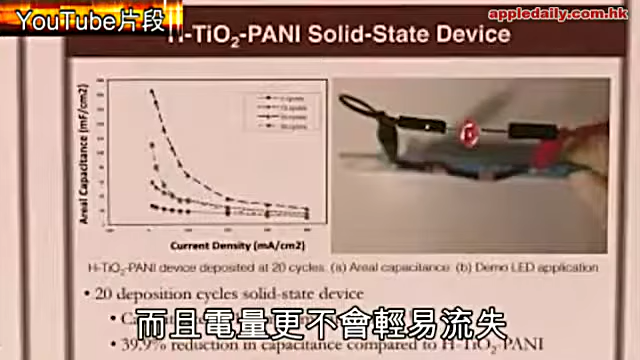 YouTube片段
appledaily.com.hk
H-TiO2-PANI Solid-State Device
Areal Capacitance (mF/cm2)
Current Density (mA/cm2)
H-TiO2-PANI device deposited at 20 cycles. (a) Areal capacitance. (b) Demo LED application
• 20 deposition cycles solid-state device
而且電量更不會輕易流失
• 39.9% reduction in capacitance compared to H-TiO2-PANI